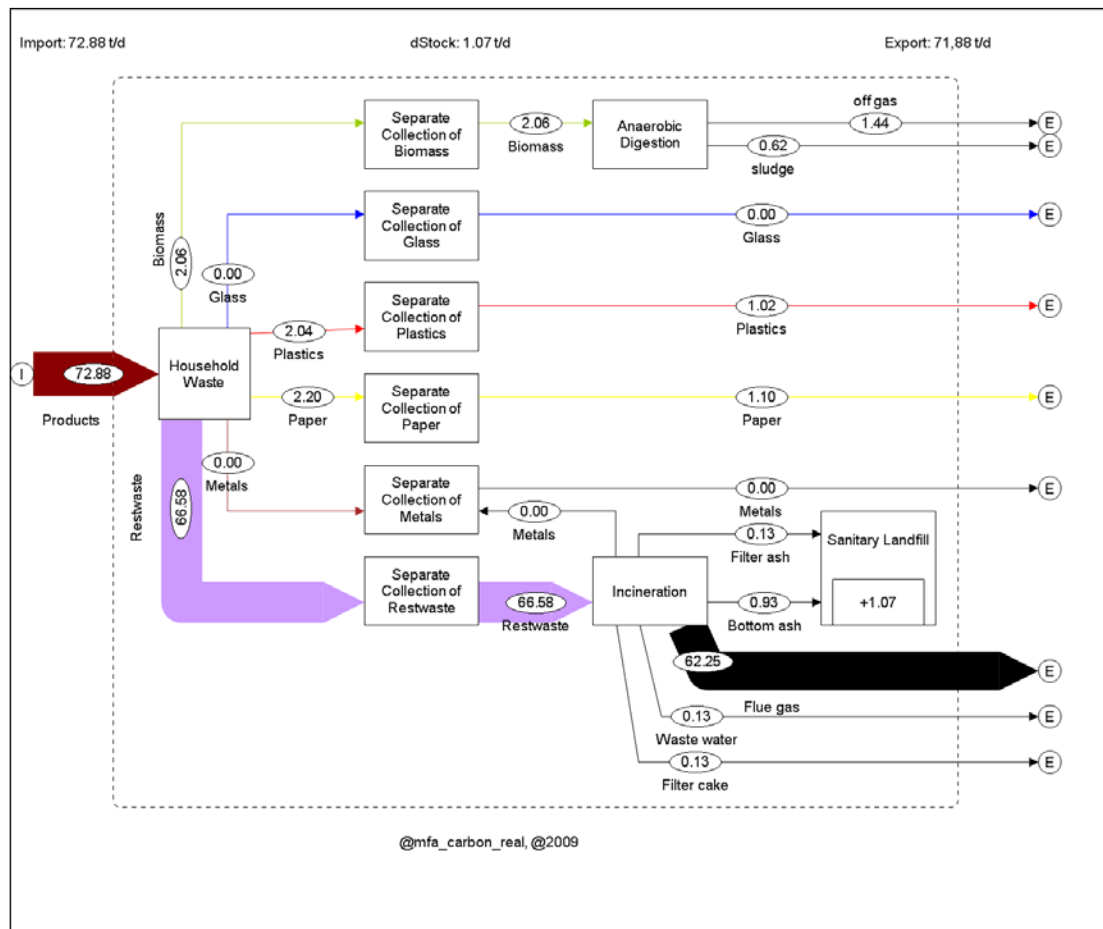 Import: 72.88 t/d
dStock: 1.07 t/d
Export: 71,88 t/d
off gas
1.44
E
Separate
Collection of
Biomass
2.06
Biomass
Anaerobic
Digestion
0.62
sludge
E
Biomass
2.06
Separate
Collection of
Glass
0.00
Glass
E
0.00
Glass
Separate
Collection of
Plastics
1.02
Plastics
E
2.04
Plastics
I
72.88
Products
Household
Waste
2.20
Paper
Separate
Collection of
Paper
1.10
Paper
E
0.00
Metals
Separate
Collection of
Metals
0.00
Metals
E
0.00
Metals
Restwaste
66.58
0.13
Filter ash
Sanitary Landfill
+1.07
Separate
Collection of
Restwaste
66.58
Restwaste
Incineration
0.93
Bottom ash
62.25
Flue gas
E
0.13
Waste water
E
0.13
Filter cake
E
@mfa_carbon_real, @2009